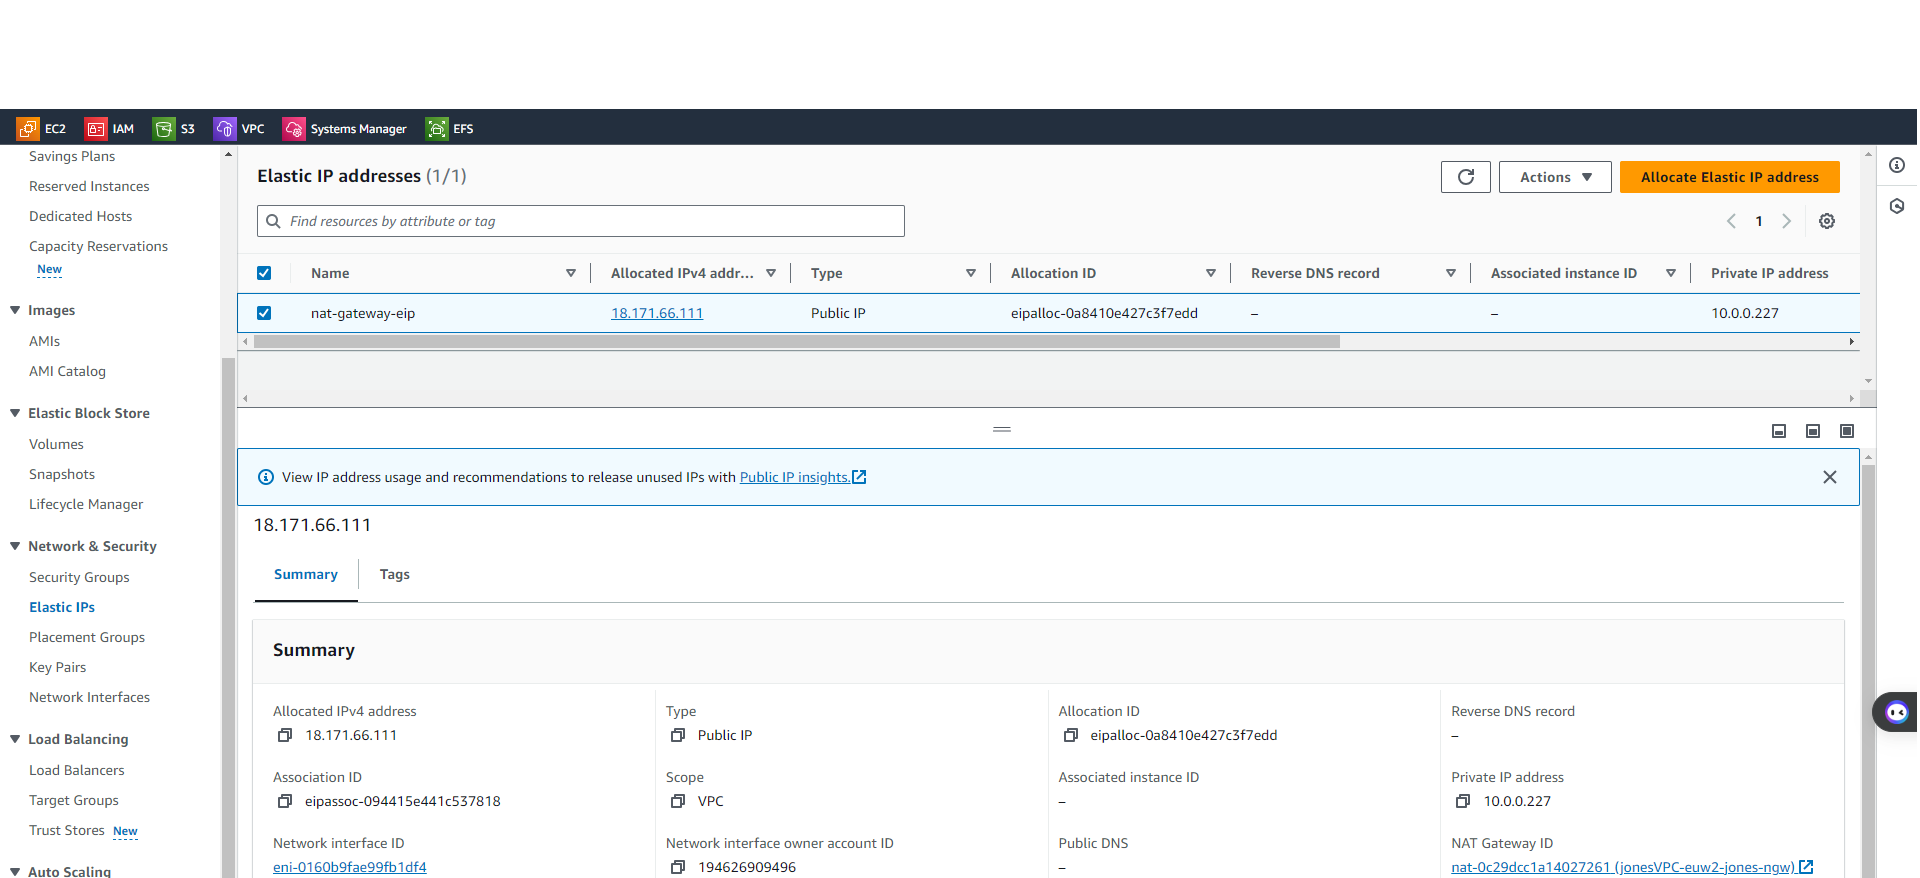 EC2 IAM S3 VPC Systems Manager EFS
Savings Plans
Reserved Instances
Dedicated Hosts
Capacity Reservations
New
Images
AMIs
AMI Catalog
Elastic Block Store
Volumes
Snapshots
Lifecycle Manager
Network & Security
Security Groups
Elastic IPs
Placement Groups
Key Pairs
Network Interfaces
Load Balancing
Load Balancers
Target Groups
Trust Stores New
Auto Scaling
Elastic IP addresses (1/1)
Actions
Allocate Elastic IP address
Find resources by attribute or tag
1
Name Allocated IPv4 addr... Type Allocation ID Reverse DNS record Associated instance ID Private IP address
nat-gateway-eip 18.171.66.111 Public IP eipalloc-0a8410e427c3f7edd – – 10.0.0.227
View IP address usage and recommendations to release unused IPs with Public IP insights.
18.171.66.111
Summary Tags
Summary
Allocated IPv4 address Type Allocation ID Reverse DNS record
18.171.66.111 Public IP eipalloc-0a8410e427c3f7edd –
Association ID Scope Associated instance ID Private IP address
eipassoc-094415e441c537818 VPC – 10.0.0.227
Network interface ID Network interface owner account ID Public DNS NAT Gateway ID
eni-0160b9fae99fb1df4 194626909496 – nat-0c29dcc1a14027261 (jonesVPC-euw2-jones-ngw)